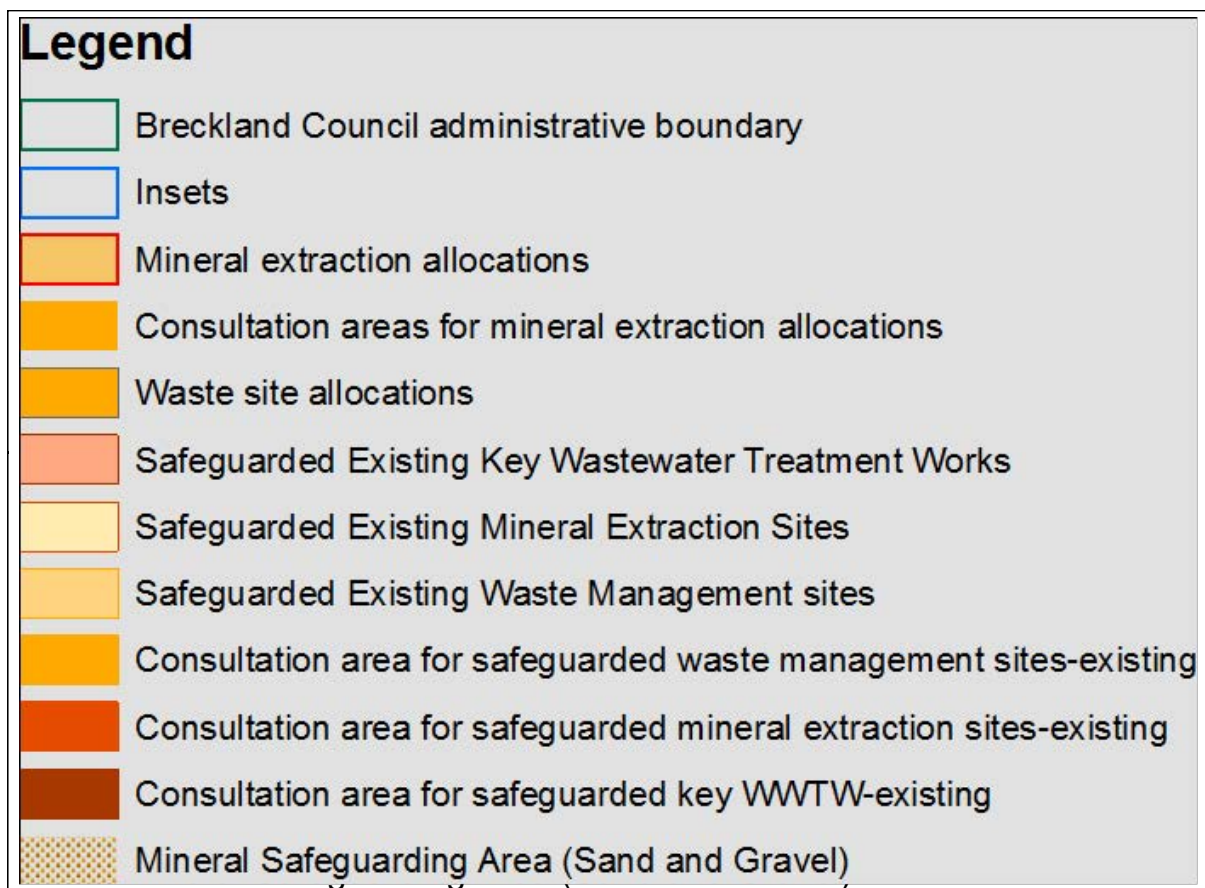 Legend
Breckland Council administrative boundary
Insets
Mineral extraction allocations
Consultation areas for mineral extraction allocations
Waste site allocations
Safeguarded Existing Key Wastewater Treatment Works
Safeguarded Existing Mineral Extraction Sites
Safeguarded Existing Waste Management sites
Consultation area for safeguarded waste management sites-existing
Consultation area for safeguarded mineral extraction sites-existing
Consultation area for safeguarded key WWTW-existing
Mineral Safeguarding Area (Sand and Gravel)